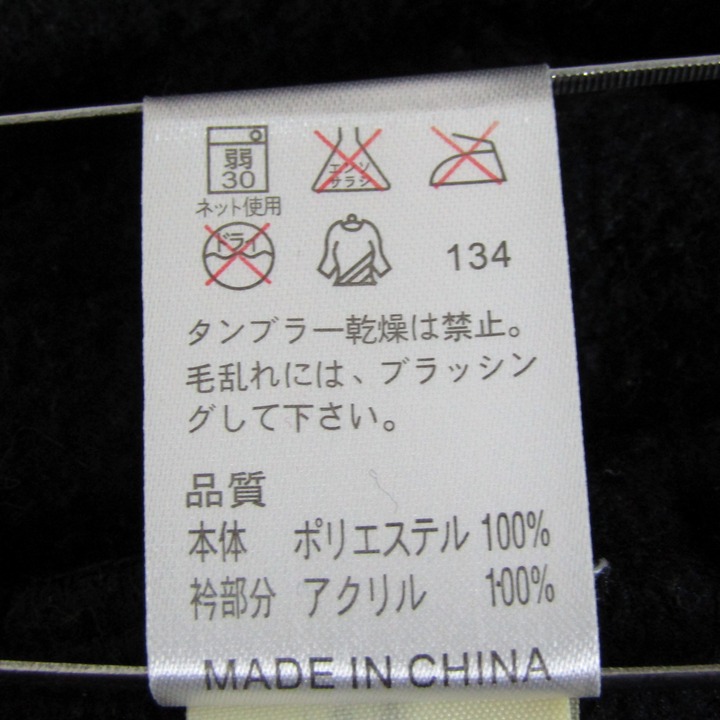 弱
30
エンソ
サラシ
ネット使用
ドライ
134
タンブラー乾燥は禁止。
毛乱れには、ブラッシン
グして下さい。
品質
本体 ポリエステル 100%
衿部分 アクリル 100%
MADE IN CHINA